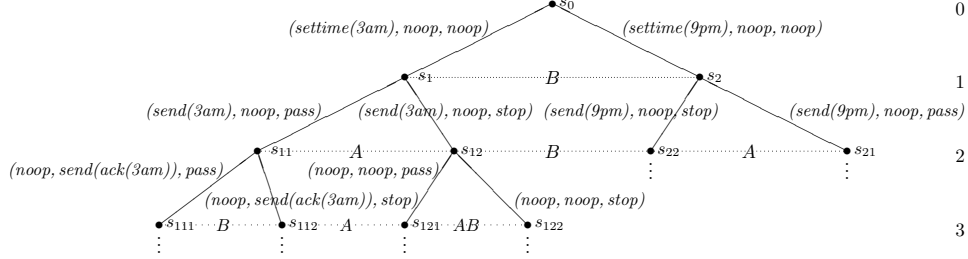 s0 0
(settime(3am), noop, noop) (settime(9pm), noop, noop)
s1 B s2 1
(send(3am), noop, pass) (send(3am), noop, stop) (send(9pm), noop, stop) (send(9pm), noop, pass)
s11 A s12 B s22 A s21 2
(noop, send(ack(3am)), pass) (noop, noop, pass)
(noop, send(ack(3am)), stop) (noop, noop, stop)
s111 B s112 A s121 AB s122 3